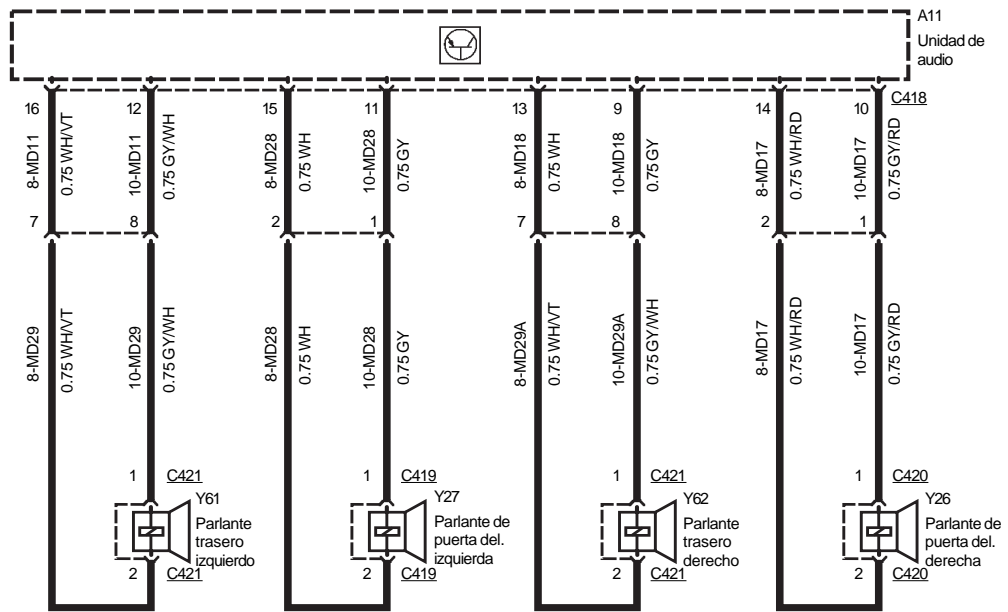 A11
Unidad de
audio
16 12 15 11 13 9 14 10 C418
8-MD11
0.75 WH/VT
10-MD11
0.75 GY/WH
8-MD28
0.75 WH
10-MD28
0.75 GY
8-MD18
0.75 WH
10-MD18
0.75 GY
8-MD17
0.75 WH/RD
10-MD17
0.75 GY/RD
7 8 2 1 7 8 2 1
8-MD29
0.75 WH/VT
10-MD29
0.75 GY/WH
8-MD28
0.75 WH
10-MD28
0.75 GY
8-MD29A
0.75 WH/VT
10-MD29A
0.75 GY/WH
8-MD17
0.75 WH/RD
10-MD17
0.75 GY/RD
1 C421
Y61
Parlante
trasero
izquierdo
2 C421
1 C419
Y27
Parlante de
puerta del.
izquierda
2 C419
1 C421
Y62
Parlante
trasero
derecho
2 C421
1 C420
Y26
Parlante de
puerta del.
derecha
2 C420